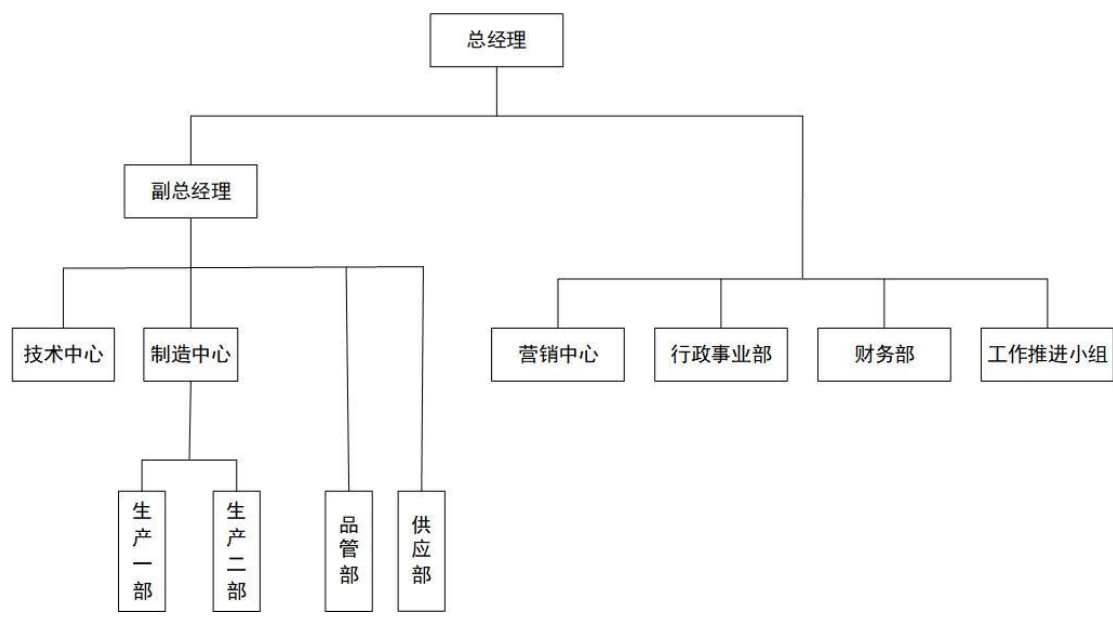 总经理
副总经理
技术中心
制造中心
营销中心
行政事业部
财务部
工作推进小组
生产一部
生产二部
品管部
供应部